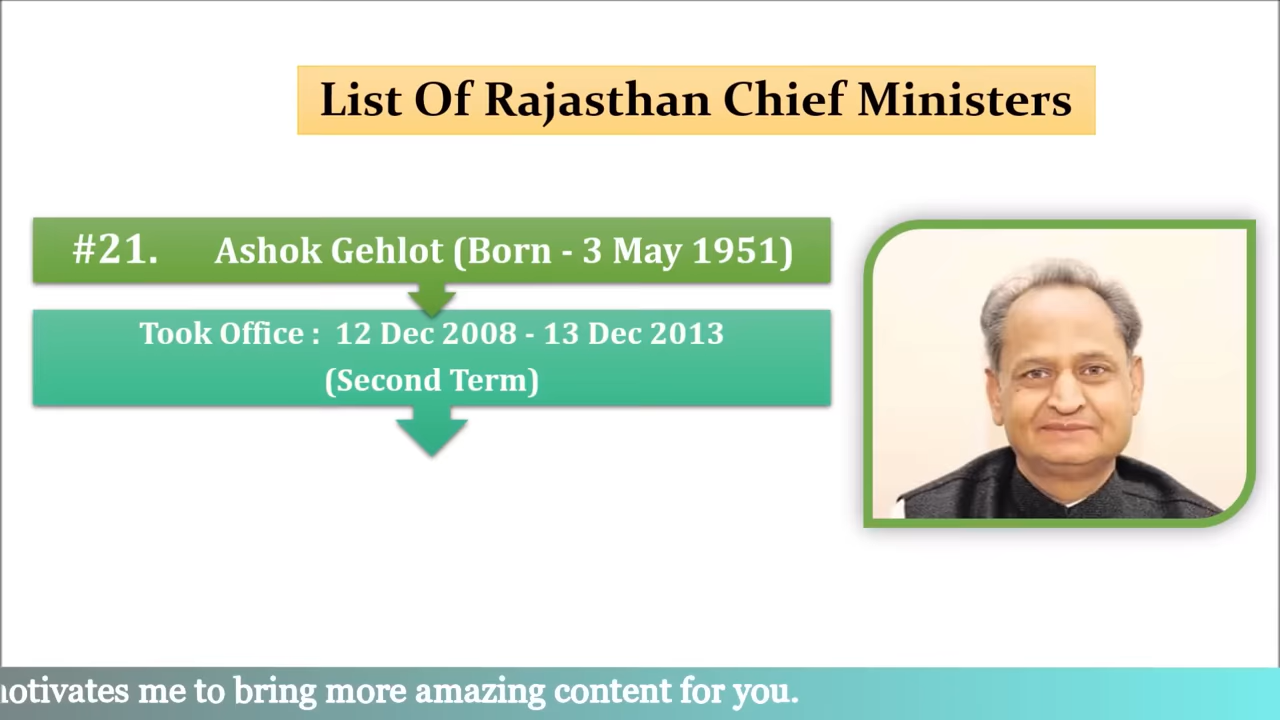 List Of Rajasthan Chief Ministers
#21. Ashok Gehlot (Born - 3 May 1951)
Took Office : 12 Dec 2008 - 13 Dec 2013
(Second Term)
me to bring more amazing content for you.